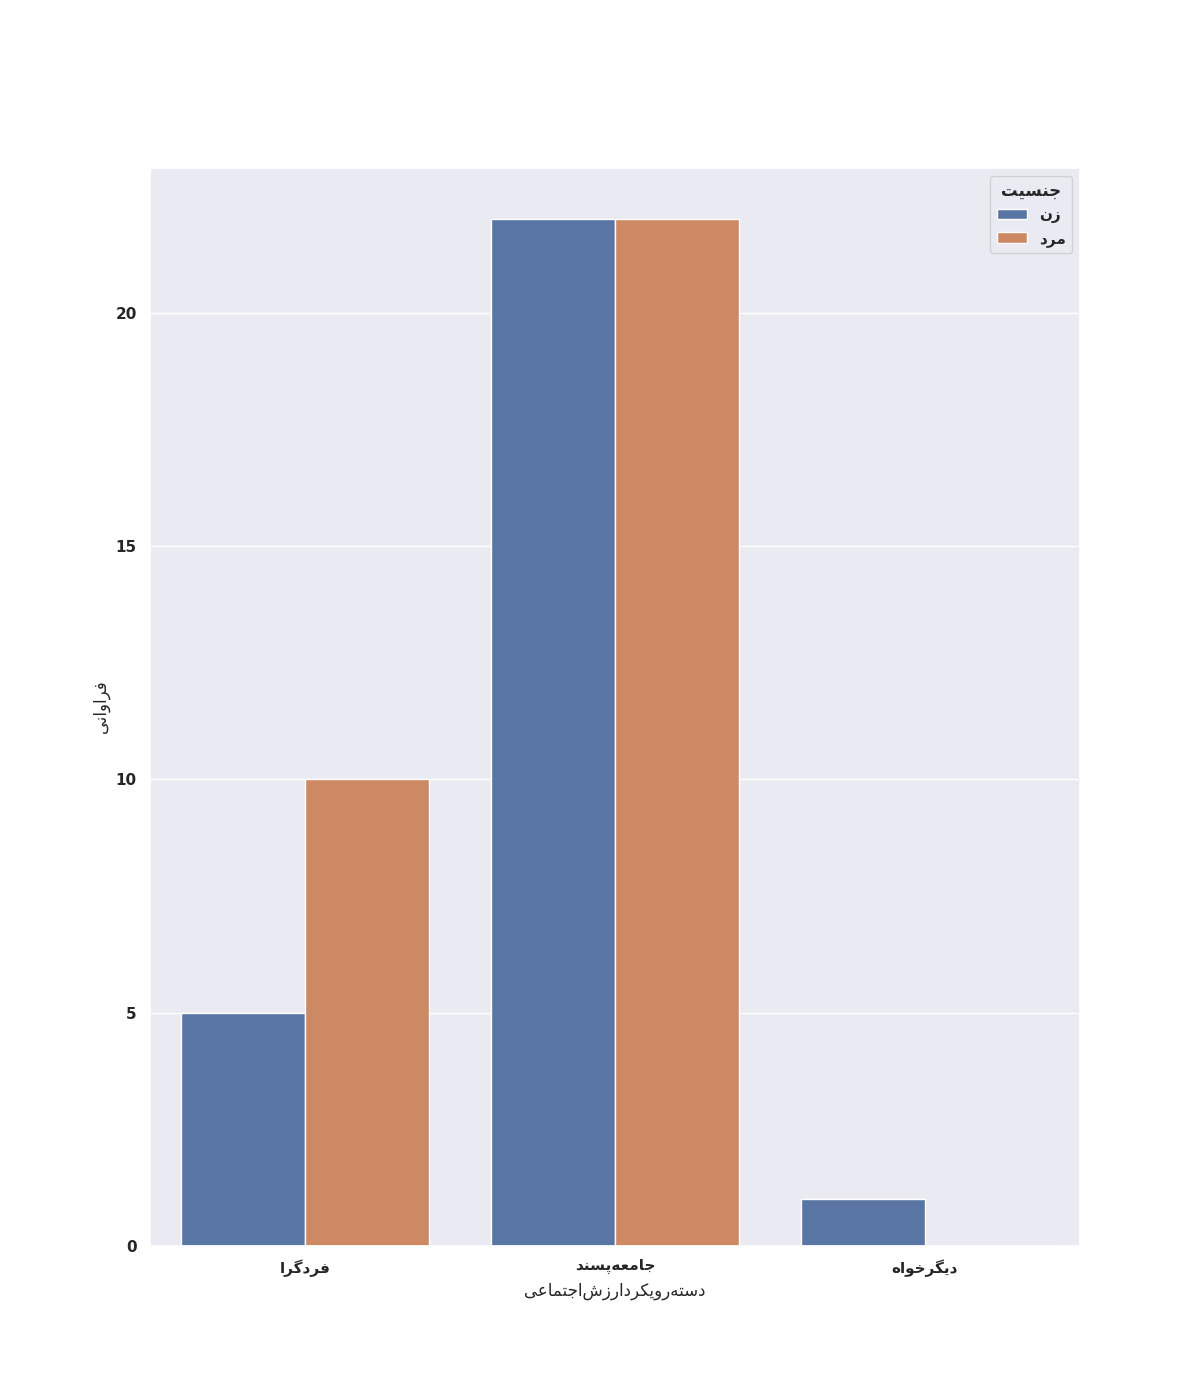 جنسیت
زن
مرد
20
15
10
5
0
فراوانی
فردگرا
جامعه‌پسند
دیگرخواه
دسته‌رویکردارزش‌اجتماعی